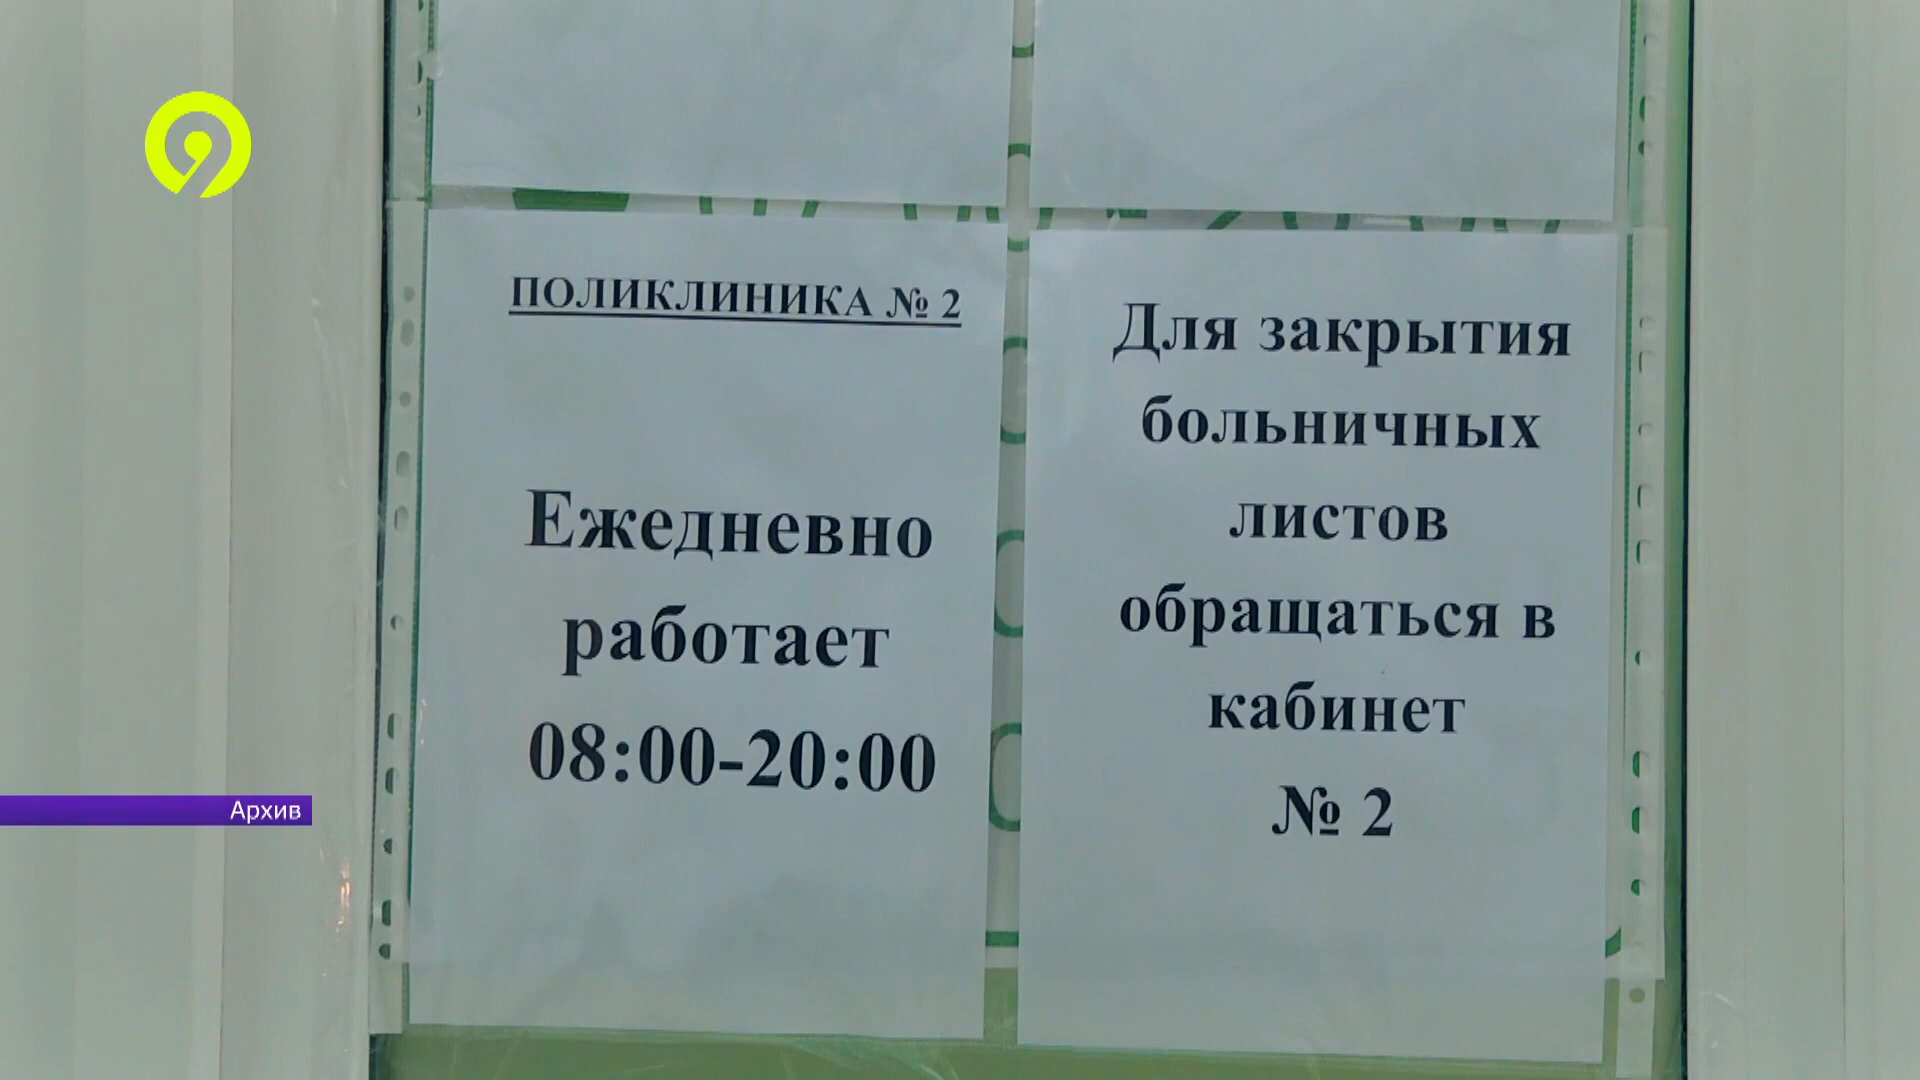 ПОЛИКЛИНИКА № 2
Ежедневно
работает
08:00-20:00
Для закрытия
больничных
листов
обращаться в
кабинет
№ 2
Архив